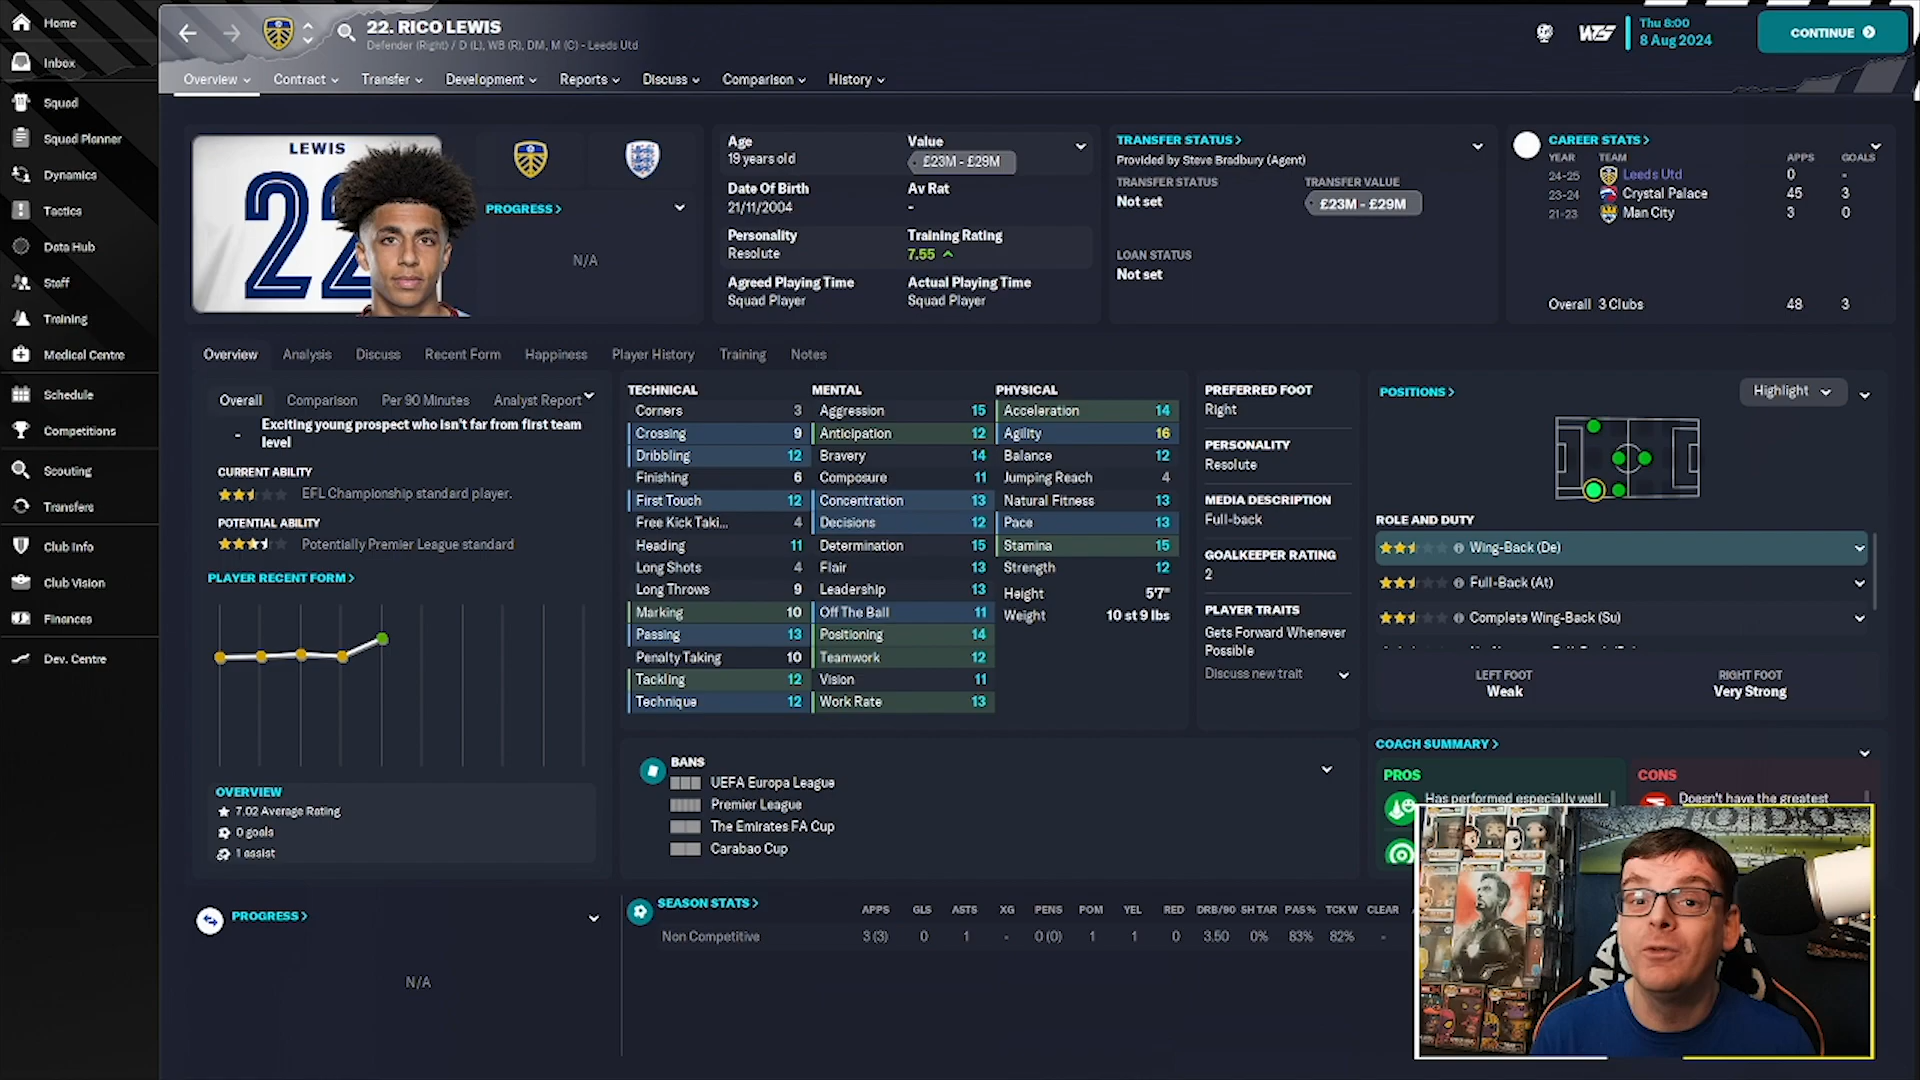 Home
Inbox
Squad
Squad Planner
Dynamics
Tactics
Data Hub
Staff
Training
Medical Centre
Schedule
Competitions
Scouting
Transfers
Club Info
Club Vision
Finances
Dev. Centre
22. RICO LEWIS
Defender (Right) / D (L), WB (R), DM, M (C) - Leeds Utd
Thu 8:00
8 Aug 2024
CONTINUE
Overview Contract Transfer Development Reports Discuss Comparison History
LEWIS
22
PROGRESS >
N/A
Age
19 years old
Value
£23M - £29M
Date Of Birth
21/11/2004
Av Rat
-
Personality
Resolute
Training Rating
7.55
Agreed Playing Time
Squad Player
Actual Playing Time
Squad Player
TRANSFER STATUS >
Provided by Steve Bradbury (Agent)
TRANSFER STATUS
Not set
TRANSFER VALUE
£23M - £29M
LOAN STATUS
Not set
CAREER STATS >
YEAR TEAM APPS GOALS
24-25 Leeds Utd 0 -
23-24 Crystal Palace 45 3
21-23 Man City 3 0
Overall 3 Clubs 48 3
Overview Analysis Discuss Recent Form Happiness Player History Training Notes
Overall Comparison Per 90 Minutes Analyst Report
- Exciting young prospect who isn't far from first team
level
CURRENT ABILITY
EFL Championship standard player.
POTENTIAL ABILITY
Potentially Premier League standard
PLAYER RECENT FORM >
OVERVIEW
7.02 Average Rating
0 goals
1 assist
TECHNICAL
Corners 3
Crossing 9
Dribbling 12
Finishing 6
First Touch 12
Free Kick Taki... 4
Heading 11
Long Shots 4
Long Throws 9
Marking 10
Passing 13
Penalty Taking 10
Tackling 12
Technique 12
MENTAL
Aggression 15
Anticipation 12
Bravery 14
Composure 11
Concentration 13
Decisions 12
Determination 15
Flair 13
Leadership 13
Off The Ball 11
Positioning 14
Teamwork 12
Vision 11
Work Rate 13
PHYSICAL
Acceleration 14
Agility 16
Balance 12
Jumping Reach 4
Natural Fitness 13
Pace 13
Stamina 15
Strength 12
Height 5'7"
Weight 10 st 9 lbs
PREFERRED FOOT
Right
PERSONALITY
Resolute
MEDIA DESCRIPTION
Full-back
GOALKEEPER RATING
2
PLAYER TRAITS
Gets Forward Whenever
Possible
Discuss new trait
POSITIONS >
Highlight
ROLE AND DUTY
Wing-Back (De)
Full-Back (At)
Complete Wing-Back (Su)
LEFT FOOT
Weak
RIGHT FOOT
Very Strong
BANS
UEFA Europa League
Premier League
The Emirates FA Cup
Carabao Cup
COACH SUMMARY >
PROS
Has performed especially well
CONS
Doesn't have the greatest
PROGRESS >
N/A
SEASON STATS >
APPS GLS ASTS XG PENS POM YEL RED DRB/90 SH TAR PAS% TCK W CLEAR
Non Competitive 3 (3) 0 1 - 0 (0) 1 1 0 3.50 0% 83% 82% -